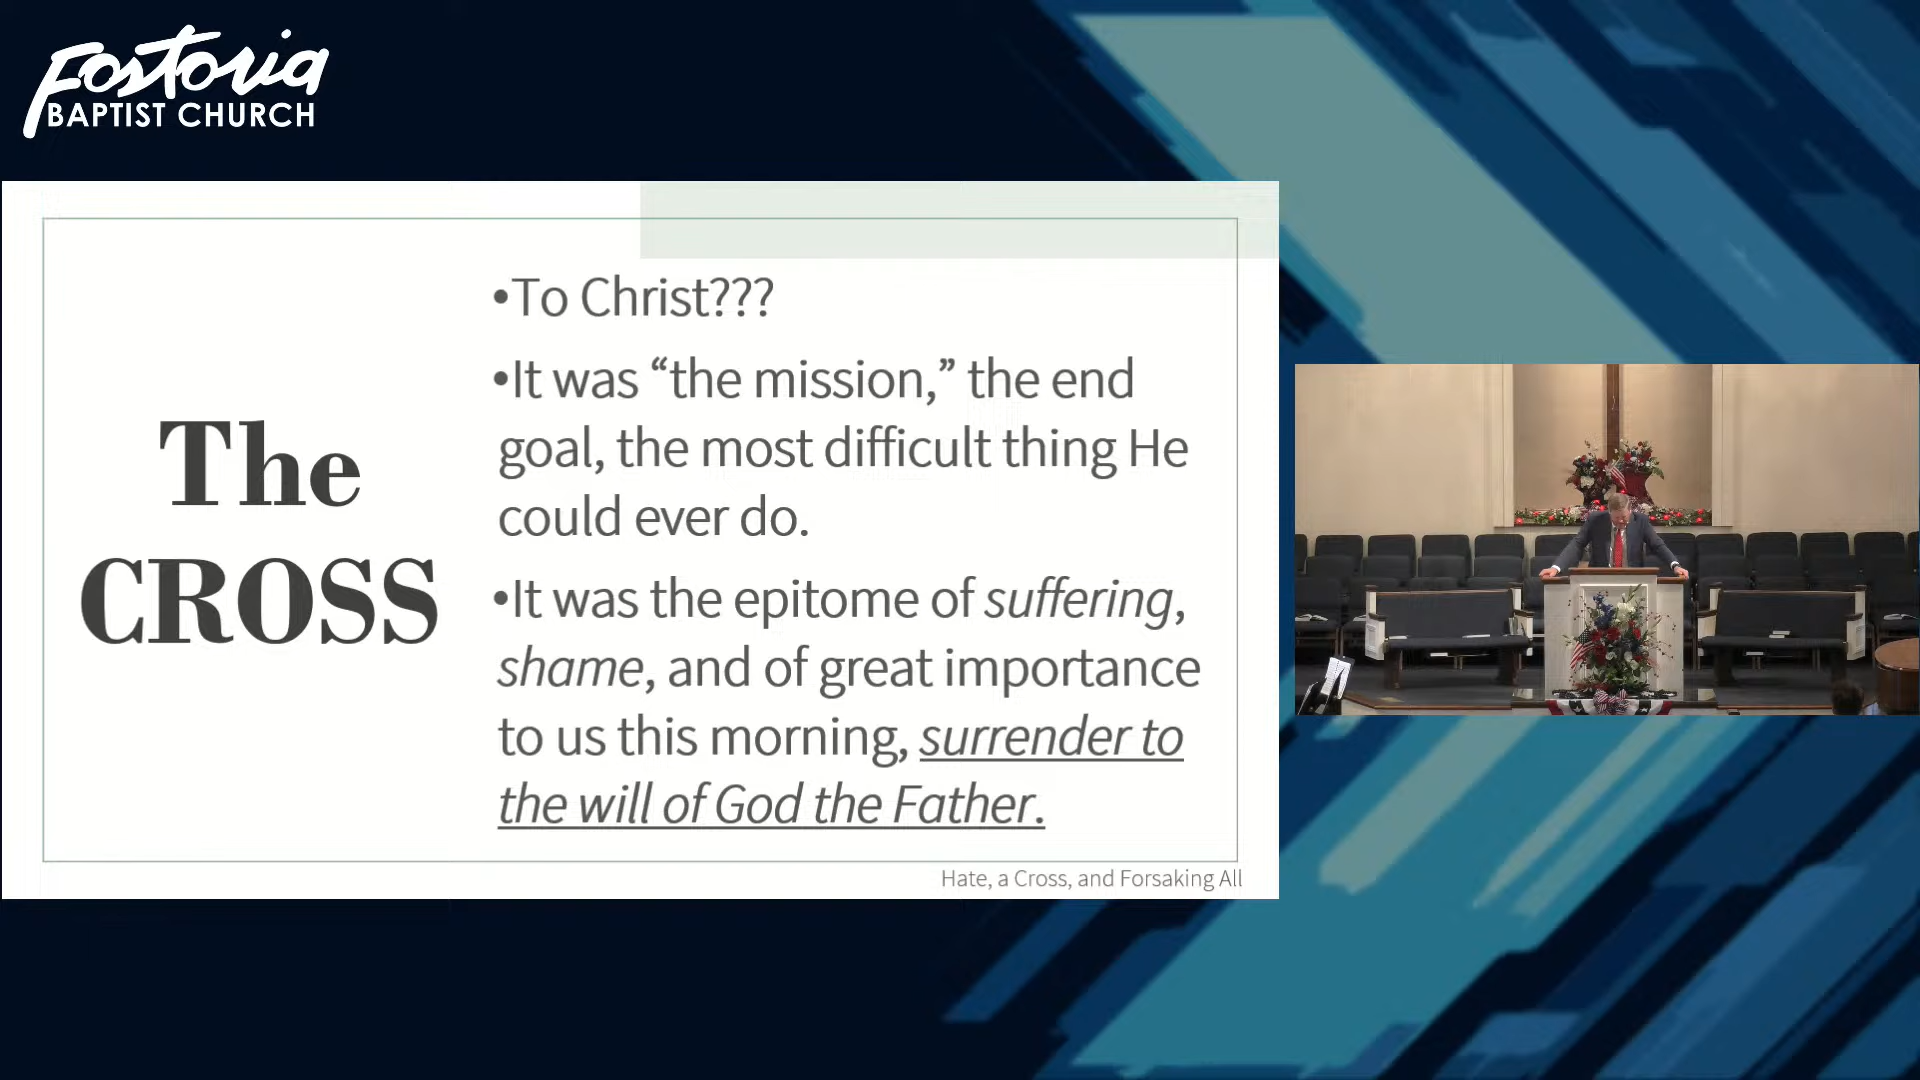 Fostoria
BAPTIST CHURCH
The
CROSS
•To Christ???
•It was “the mission,” the end
goal, the most difficult thing He
could ever do.
•It was the epitome of suffering,
shame, and of great importance
to us this morning, surrender to
the will of God the Father.
Hate, a Cross, and Forsaking All